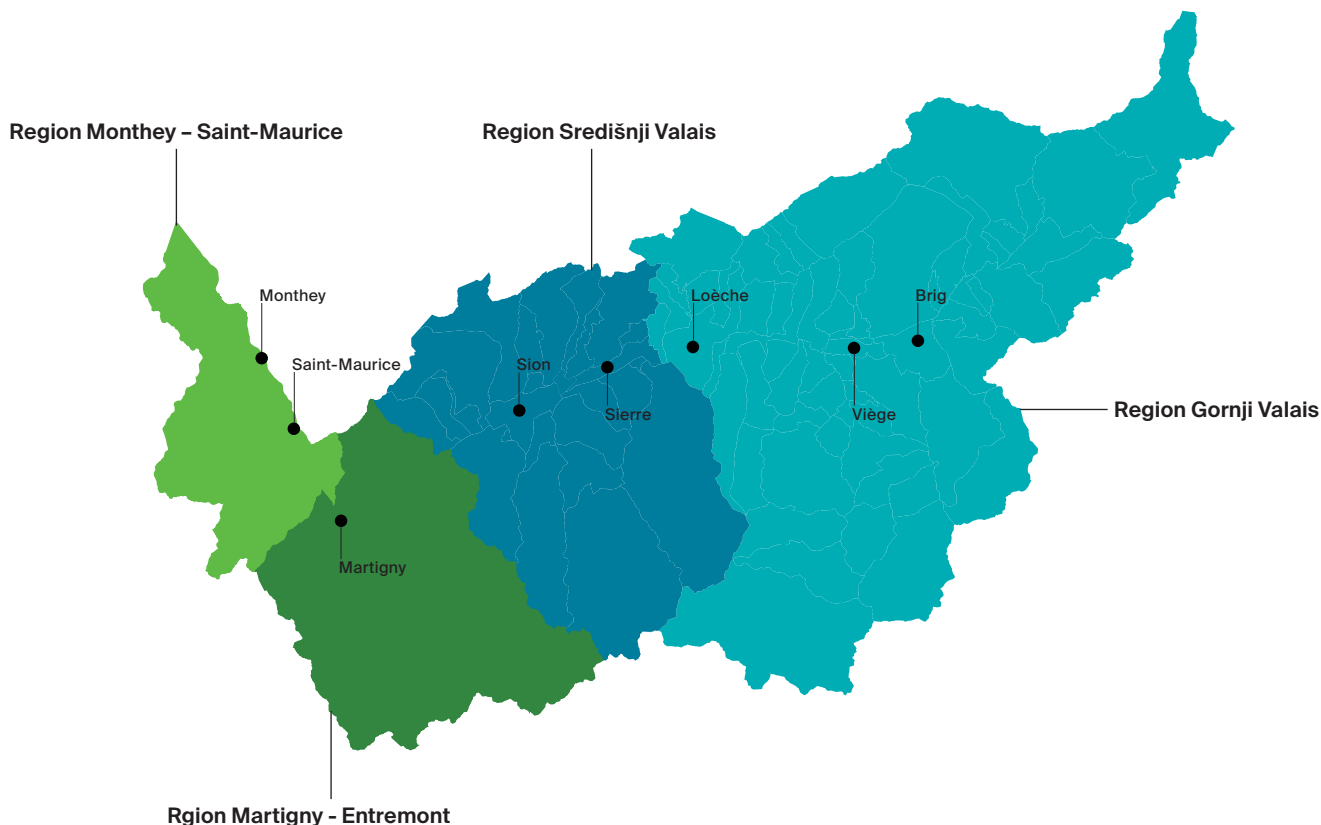 Region Monthey – Saint-Maurice
Region Središnji Valais
Monthey
Loèche
Brig
Saint-Maurice
Sion
Sierre
Viège
Region Gornji Valais
Martigny
Rgion Martigny - Entremont